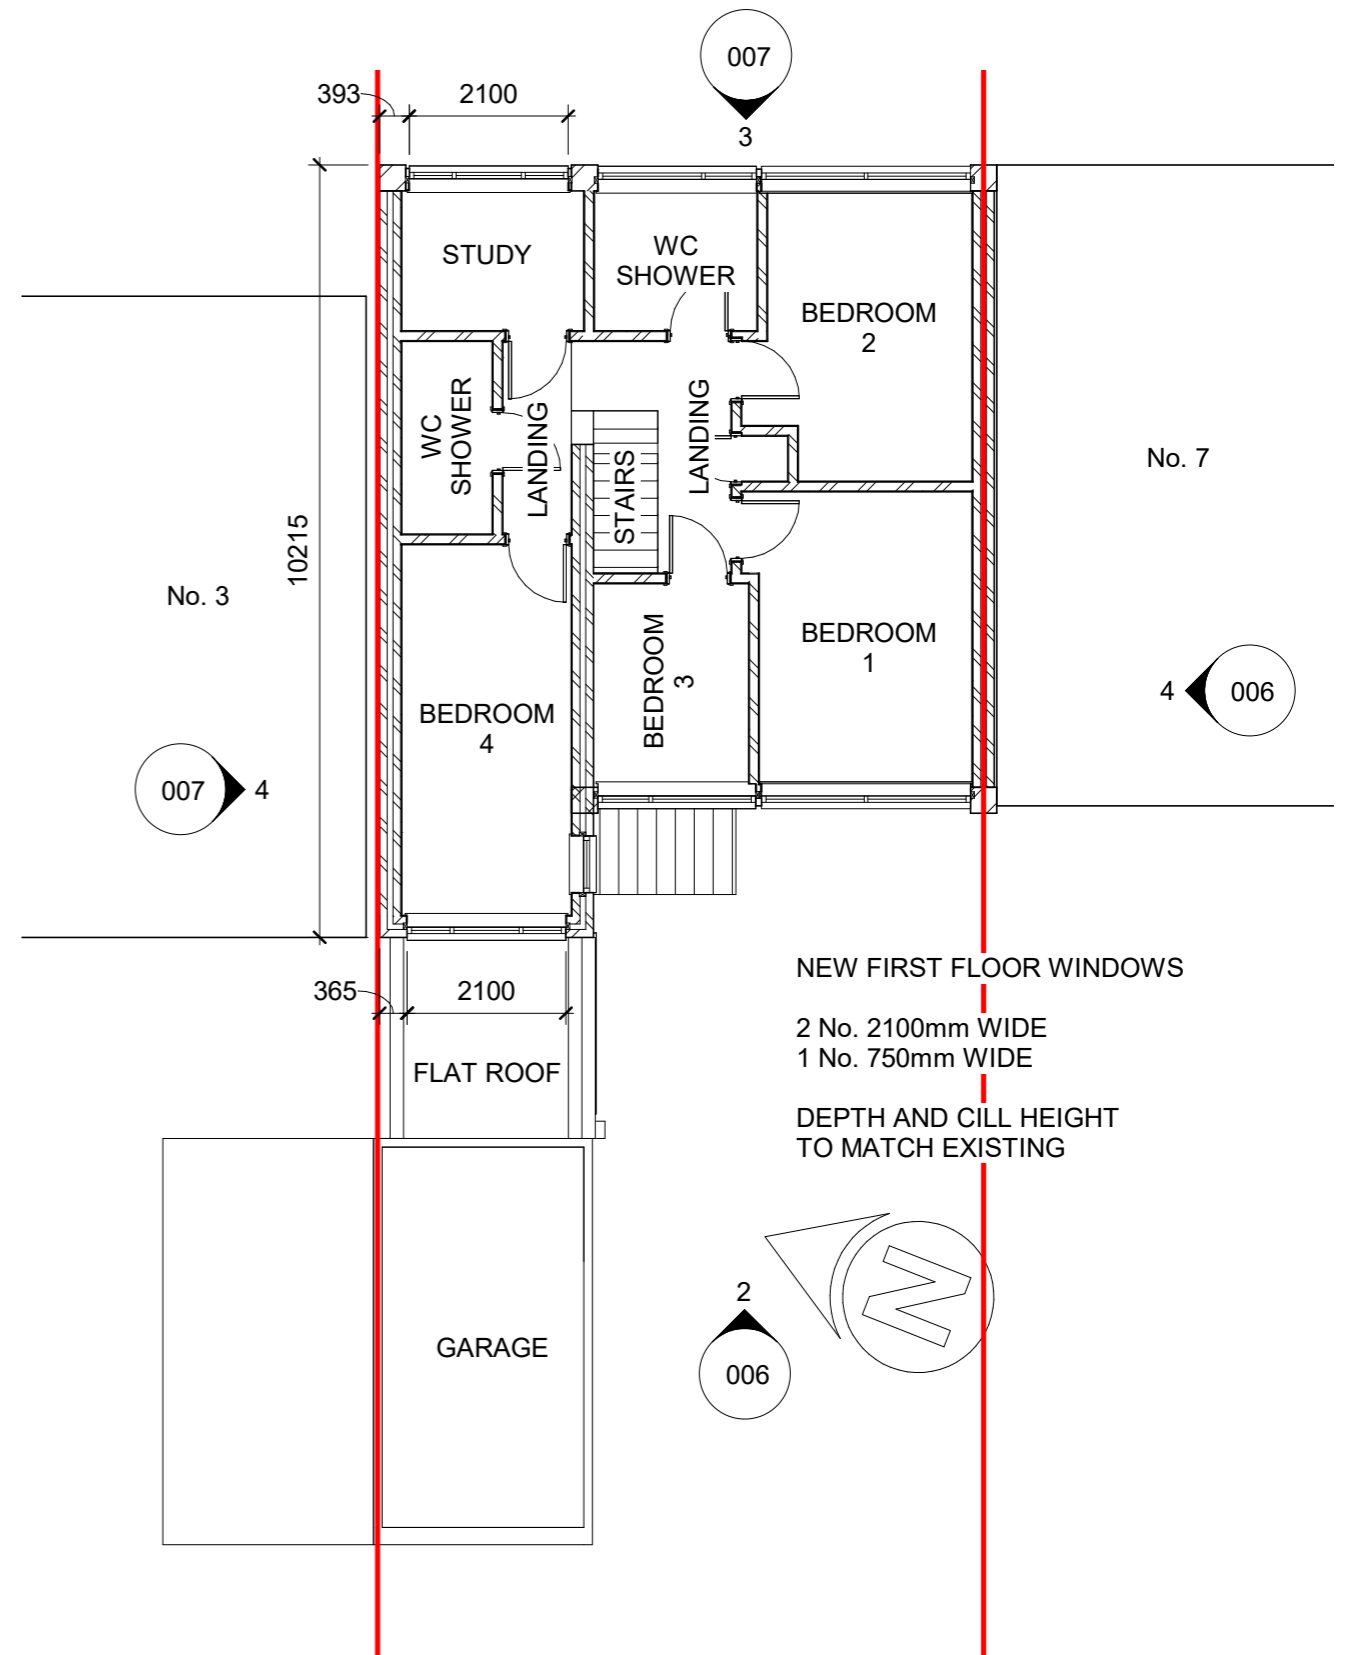 007
3
393
2100
STUDY
WC
SHOWER
BEDROOM
2
WC
SHOWER
LANDING
LANDING
STAIRS
No. 7
10215
No. 3
BEDROOM
3
BEDROOM
1
4
006
BEDROOM
4
007
4
365
2100
FLAT ROOF
NEW FIRST FLOOR WINDOWS
2 No. 2100mm WIDE
1 No. 750mm WIDE
DEPTH AND CILL HEIGHT
TO MATCH EXISTING
N
2
006
GARAGE